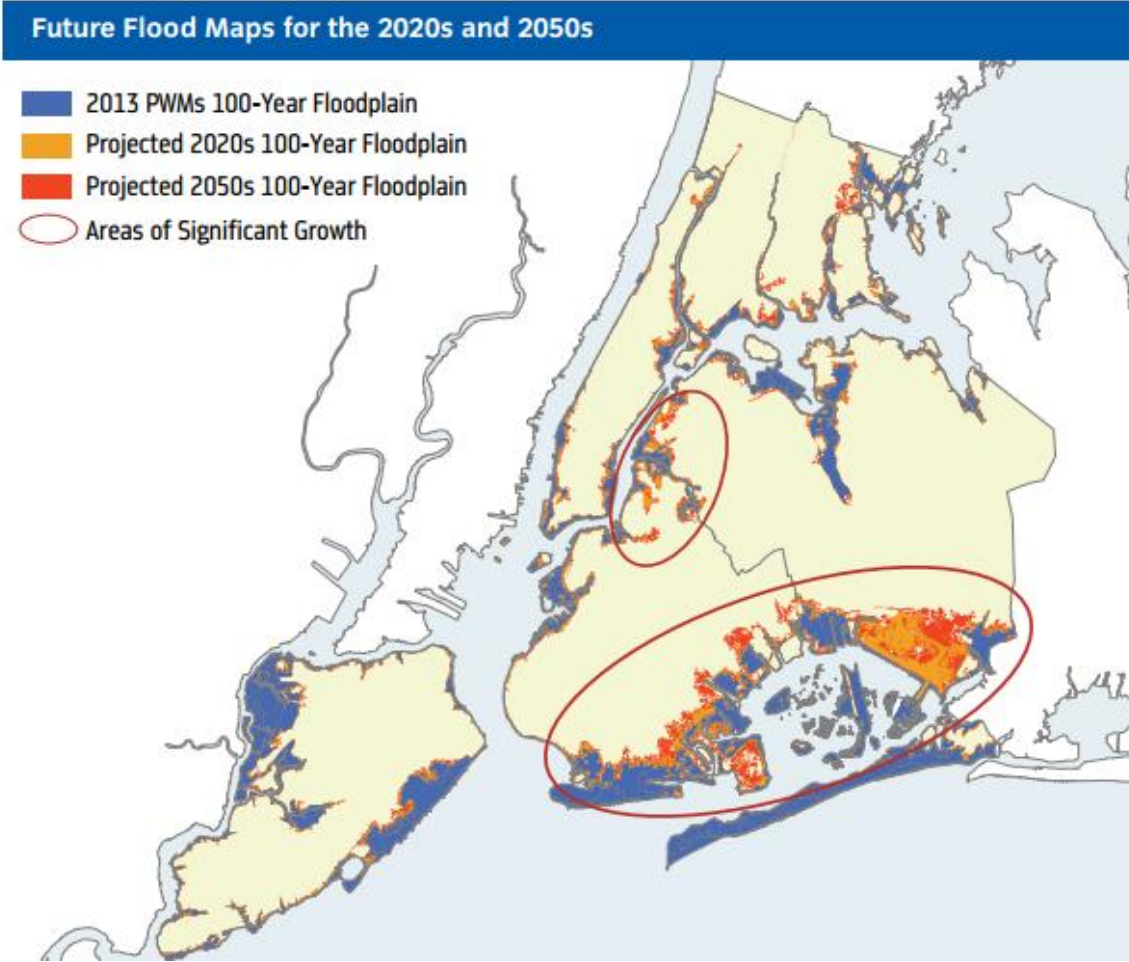 Future Flood Maps for the 2020s and 2050s
2013 PWMs 100-Year Floodplain
Projected 2020s 100-Year Floodplain
Projected 2050s 100-Year Floodplain
Areas of Significant Growth